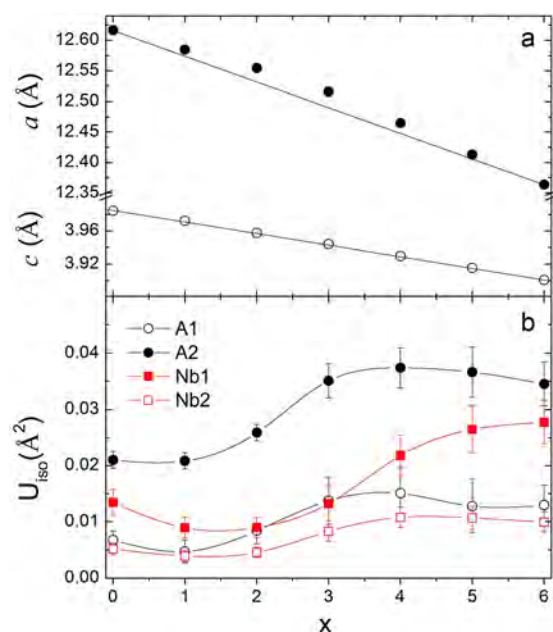 a
12.60
12.55
12.50
12.45
12.40
12.35
a (Å)
3.96
3.92
c (Å)
b
A1
A2
Nb1
Nb2
0.04
0.03
0.02
0.01
0.00
U_iso(Å²)
0 1 2 3 4 5 6
x